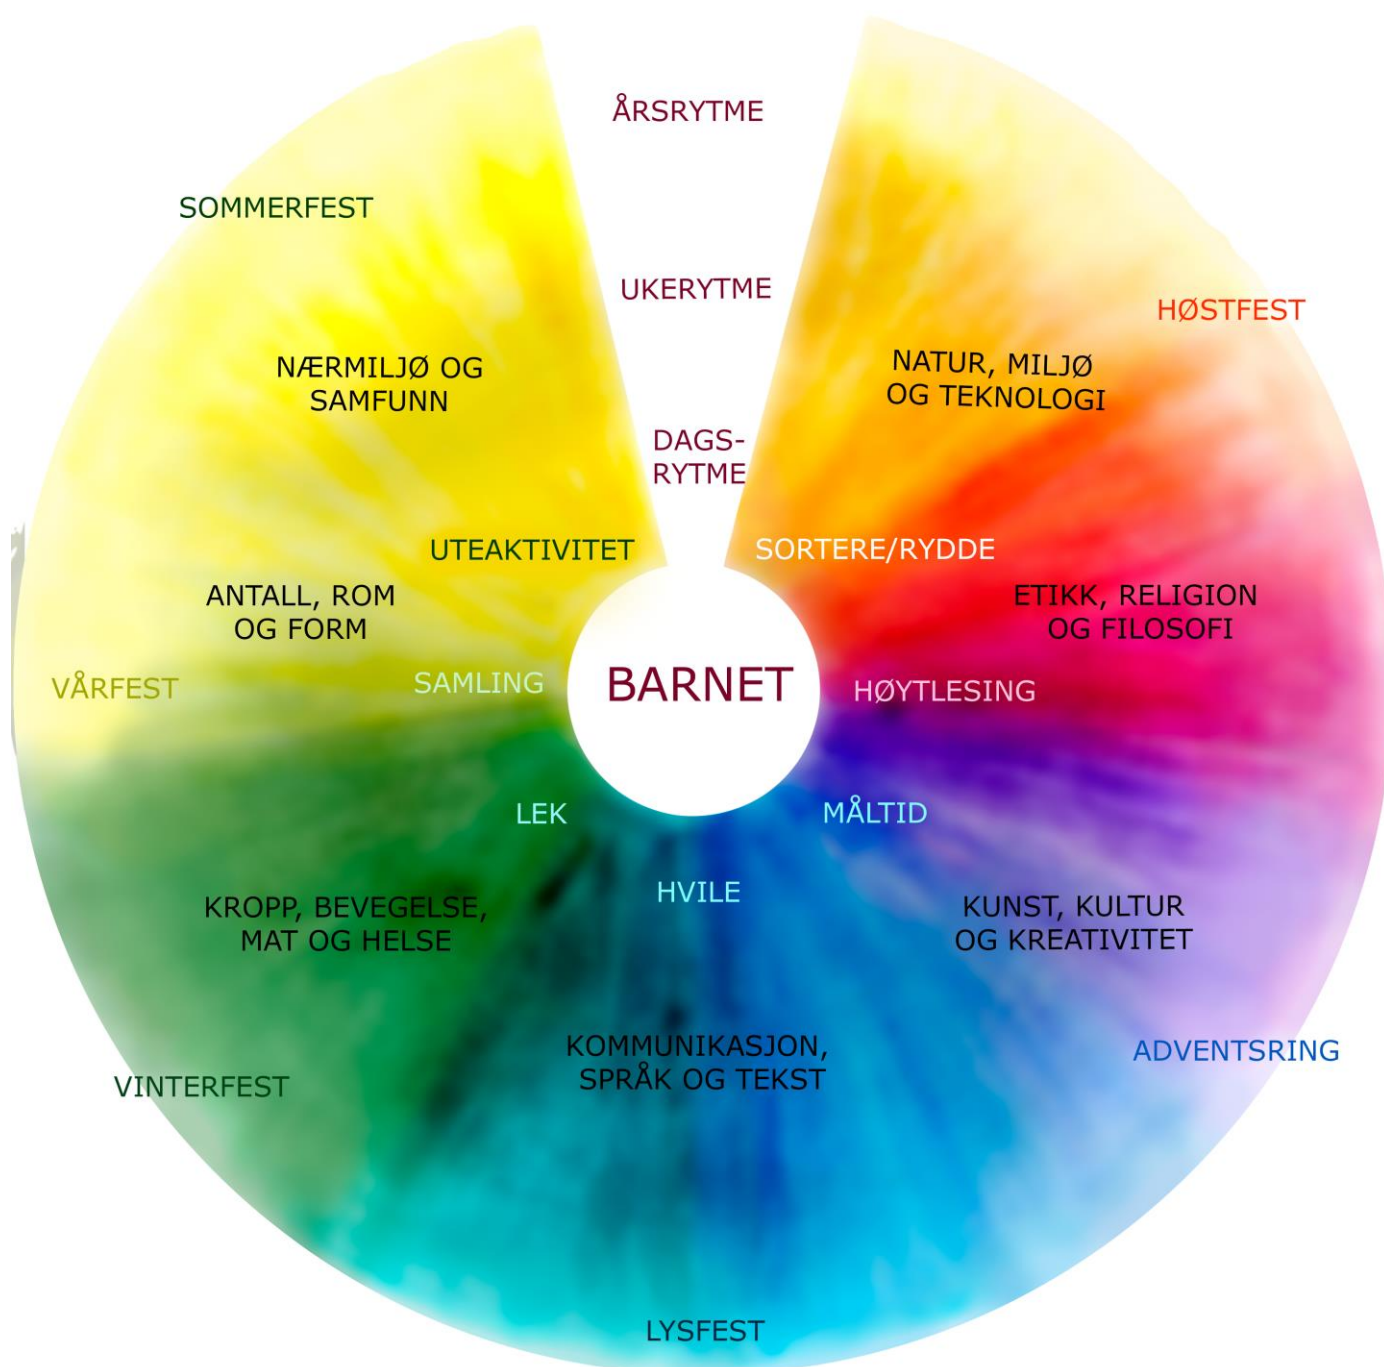 ÅRSRYTME
SOMMERFEST
UKERYTME
HØSTFEST
NÆRMILJØ OG
SAMFUNN
NATUR, MILJØ
OG TEKNOLOGI
DAGS-
RYTME
UTEAKTIVITET
SORTERE/RYDDE
ANTALL, ROM
OG FORM
ETIKK, RELIGION
OG FILOSOFI
VÅRFEST
SAMLING
BARNET
HØYTLESING
LEK
MÅLTID
HVILE
KROPP, BEVEGELSE,
MAT OG HELSE
KUNST, KULTUR
OG KREATIVITET
KOMMUNIKASJON,
SPRÅK OG TEKST
ADVENTSRING
VINTERFEST
LYSFEST